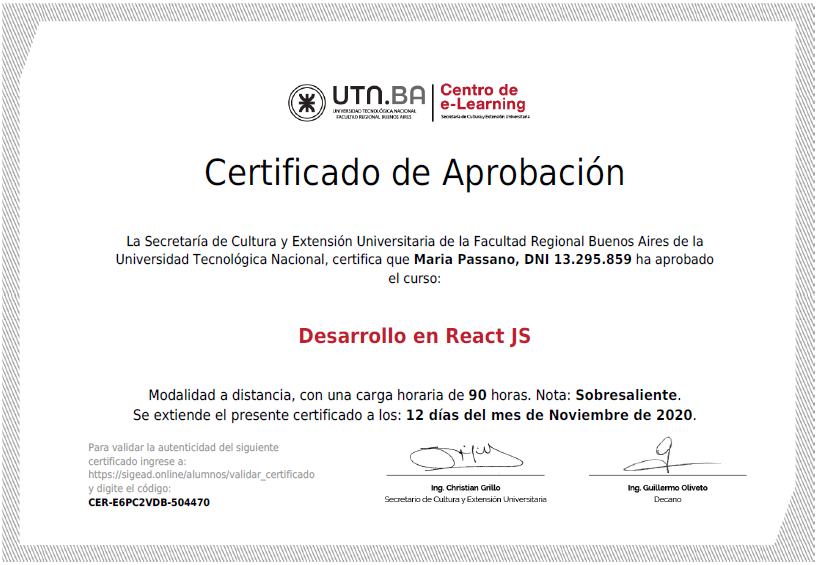 UTN.BA
UNIVERSIDAD TECNOLÓGICA NACIONAL
FACULTAD REGIONAL BUENOS AIRES
Centro de
e-Learning
Secretaría de Cultura y Extensión Universitaria
Certificado de Aprobación
La Secretaría de Cultura y Extensión Universitaria de la Facultad Regional Buenos Aires de la
Universidad Tecnológica Nacional, certifica que Maria Passano, DNI 13.295.859 ha aprobado
el curso:
Desarrollo en React JS
Modalidad a distancia, con una carga horaria de 90 horas. Nota: Sobresaliente.
Se extiende el presente certificado a los: 12 días del mes de Noviembre de 2020.
Para validar la autenticidad del siguiente
certificado ingrese a:
https://sigead.online/alumnos/validar_certificado
y digite el código:
CER-E6PC2VDB-504470
Ing. Christian Grillo
Secretario de Cultura y Extensión Universitaria
Ing. Guillermo Oliveto
Decano